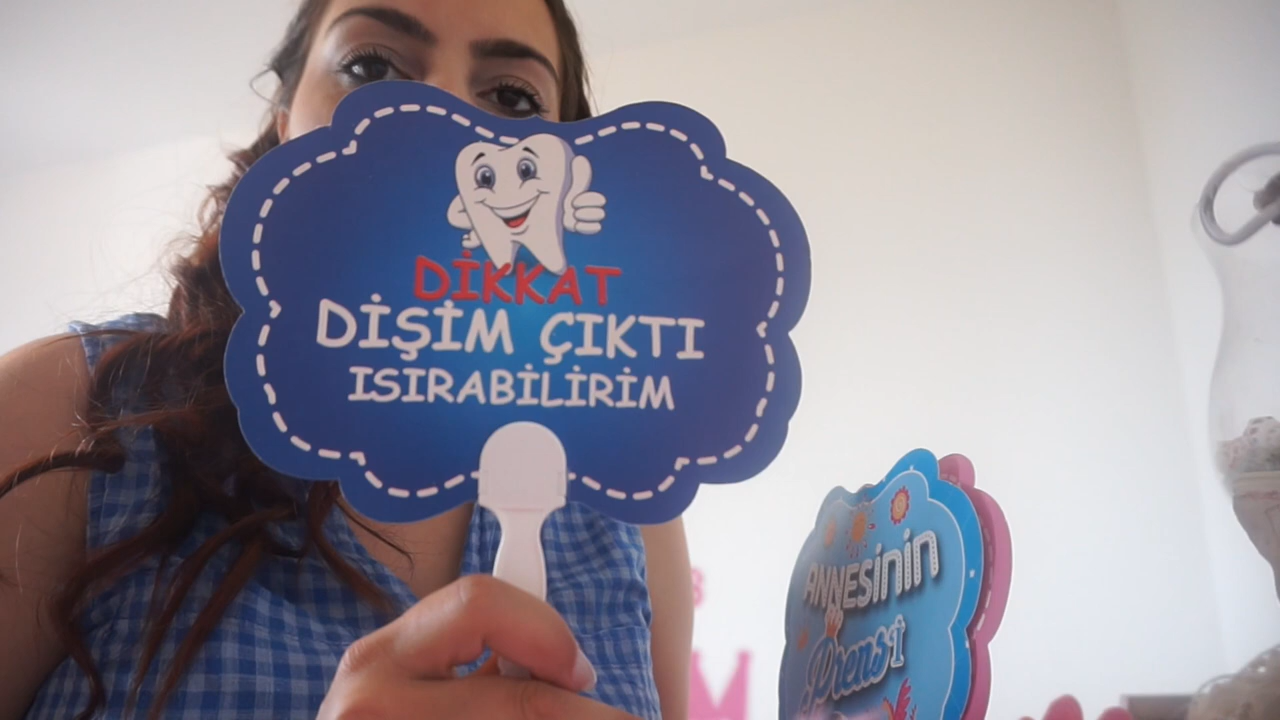 DİKKAT
DİŞİM ÇIKTI
ISIRABİLİRİM
ANNESİNİN
Prensİ